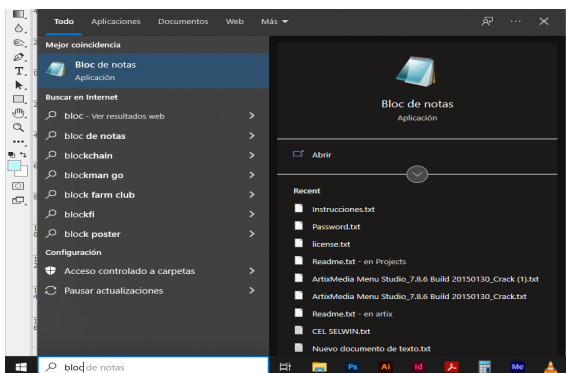 Todo Aplicaciones Documentos Web Más
Mejor coincidencia
Bloc de notas
Aplicación
Buscar en Internet
bloc - Ver resultados web
bloc de notas
blockchain
blockman go
block farm club
blockfi
block poster
Configuración
Acceso controlado a carpetas
Pausar actualizaciones
Bloc de notas
Aplicación
Abrir
Recent
Instrucciones.txt
Password.txt
license.txt
Readme.txt - en Projects
ArtixMedia Menu Studio_7.8.6 Build 20150130_Crack (1).txt
ArtixMedia Menu Studio_7.8.6 Build 20150130_Crack.txt
Readme.txt - en artix
CEL SELWIN.txt
Nuevo documento de texto.txt
bloc de notas
Ps Ai Id Me